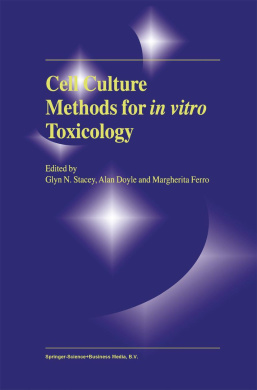 Cell Culture
Methods for in vitro
Toxicology
Edited by
Glyn N. Stacey, Alan Doyle and Margherita Ferro
Springer-Science+Business Media, B.V.